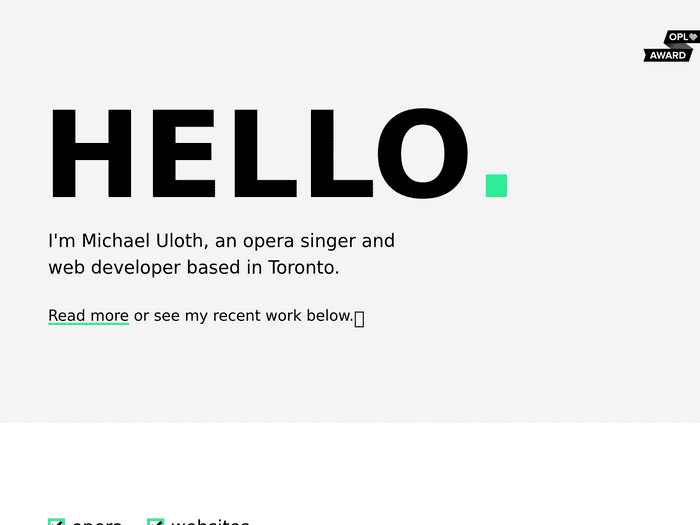 OPL
AWARD
HELLO.
I'm Michael Uloth, an opera singer and
web developer based in Toronto.
Read more or see my recent work below.
opera websites